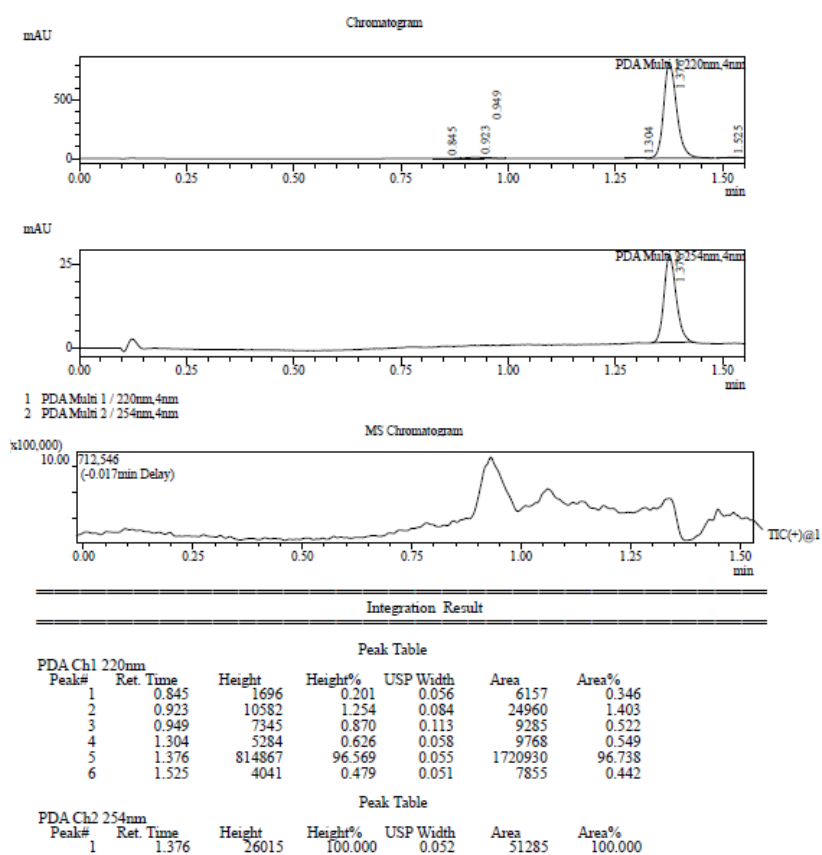 Chromatogram
mAU
PDA Multi 1 220nm,4nm
500
0.845
0.923
0.949
1.304
1.525
0
0.00 0.25 0.50 0.75 1.00 1.25 1.50
min
mAU
PDA Multi 2 254nm,4nm
25
0
0.00 0.25 0.50 0.75 1.00 1.25 1.50
min
1 PDA Multi 1 / 220nm,4nm
2 PDA Multi 2 / 254nm,4nm
MS Chromatogram
(x100,000)
10.00 712,546
(-0.017min Delay)
TIC(+)@1
0.00 0.25 0.50 0.75 1.00 1.25 1.50
min
Integration Result
Peak Table
PDA Ch1 220nm
Peak# Ret. Time Height Height% USP Width Area Area%
1 0.845 1696 0.201 0.056 6157 0.346
2 0.923 10582 1.254 0.084 24960 1.403
3 0.949 7345 0.870 0.113 9285 0.522
4 1.304 5284 0.626 0.058 9768 0.549
5 1.376 814867 96.569 0.055 1720930 96.738
6 1.525 4041 0.479 0.051 7855 0.442
Peak Table
PDA Ch2 254nm
Peak# Ret. Time Height Height% USP Width Area Area%
1 1.376 26015 100.000 0.052 51285 100.000